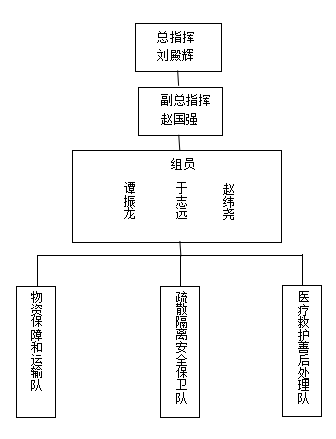 总指挥
刘殿辉
副总指挥
赵国强
组员
谭振龙
于志远
赵纬尧
物资保障和运输队
疏散隔离安全保卫队
医疗救护善后处理队